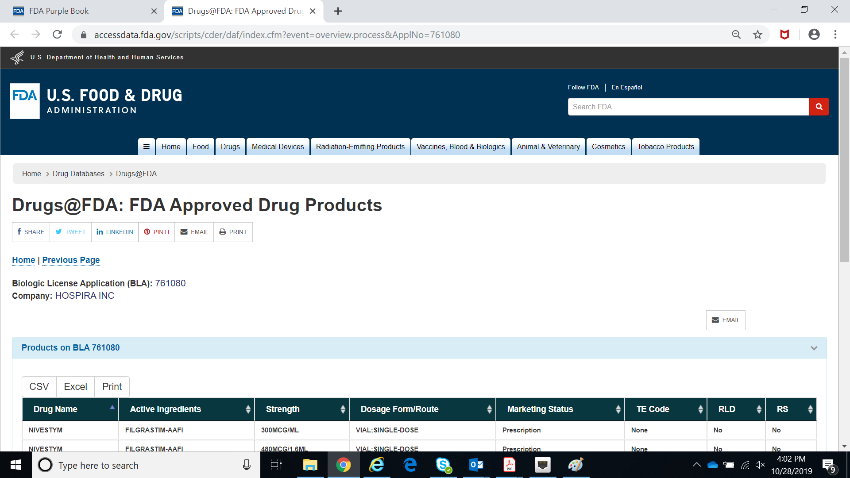 FDA Purple Book
Drugs@FDA: FDA Approved Dru
accessdata.fda.gov/scripts/cder/daf/index.cfm?event=overview.process&ApplNo=761080
U.S. Department of Health and Human Services
FDA
U.S. FOOD & DRUG
ADMINISTRATION
Follow FDA | En Español
Search FDA
Home Food Drugs Medical Devices Radiation-Emitting Products Vaccines, Blood & Biologics Animal & Veterinary Cosmetics Tobacco Products
Home > Drug Databases > Drugs@FDA
Drugs@FDA: FDA Approved Drug Products
SHARE TWEET LINKEDIN PIN IT EMAIL PRINT
Home | Previous Page
Biologic License Application (BLA): 761080
Company: HOSPIRA INC
EMAIL
Products on BLA 761080
CSV Excel Print
Drug Name Active Ingredients Strength Dosage Form/Route Marketing Status TE Code RLD RS
NIVESTYM FILGRASTIM-AAFI 300MCG/ML VIAL;SINGLE-DOSE Prescription None No No
NIVESTYM FILGRASTIM-AAFI 480MCG/1.6ML VIAL;SINGLE-DOSE Prescription None No No
Type here to search
4:02 PM
10/28/2019
9